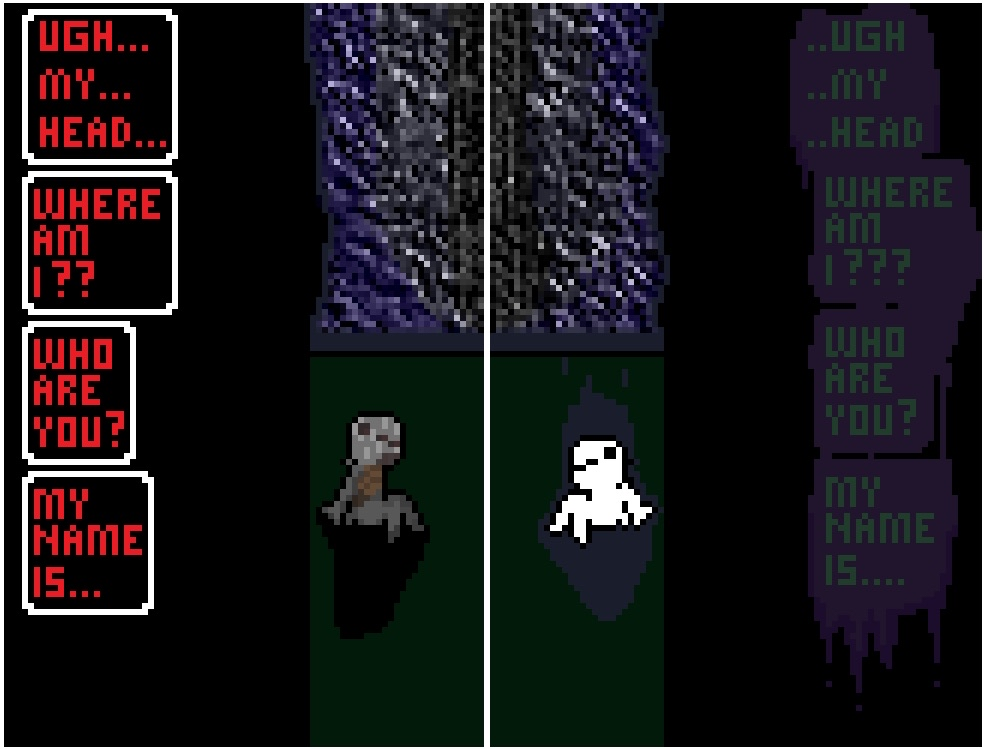 UGH...
MY...
HEAD...
WHERE
AM
I??
WHO
ARE
YOU?
MY
NAME
IS...
..UGH
..MY
..HEAD
WHERE
AM
I???
WHO
ARE
YOU?
MY
NAME
IS....